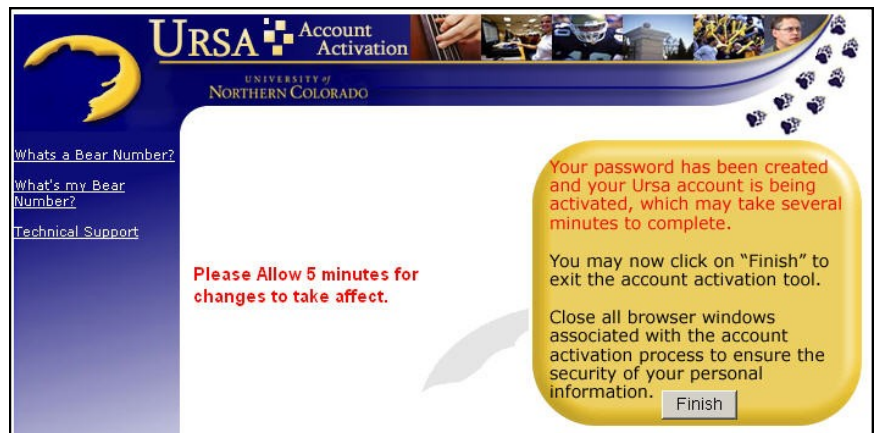 URSA Account
Activation
UNIVERSITY of
NORTHERN COLORADO
Whats a Bear Number?
What's my Bear
Number?
Technical Support
Please Allow 5 minutes for
changes to take affect.
Your password has been created
and your Ursa account is being
activated, which may take several
minutes to complete.
You may now click on “Finish” to
exit the account activation tool.
Close all browser windows
associated with the account
activation process to ensure the
security of your personal
information.
Finish